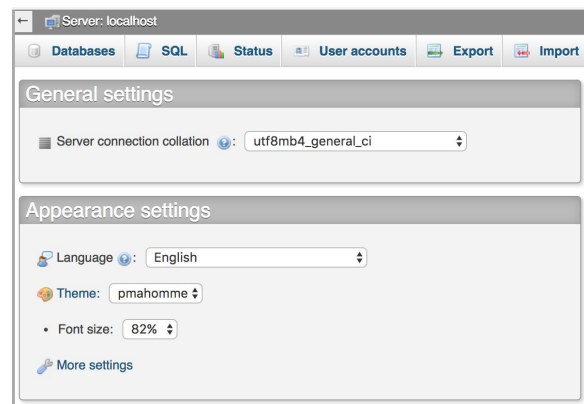 Server: localhost
Databases SQL Status User accounts Export Import
General settings
Server connection collation : utf8mb4_general_ci
Appearance settings
Language : English
Theme: pmahomme
• Font size: 82%
More settings